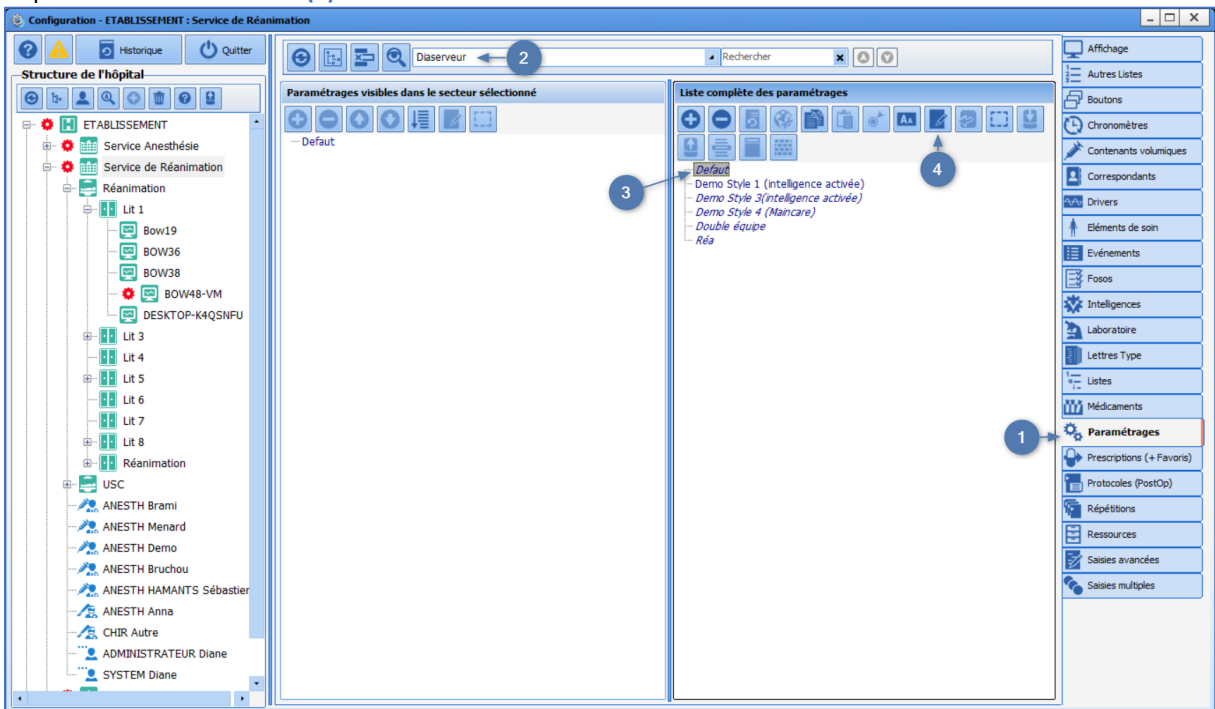 (2)
Configuration - ETABLISSEMENT : Service de Réanimation
Historique
Quitter
Structure de l'hôpital
ETABLISSEMENT
Service Anesthésie
Service de Réanimation
Réanimation
Lit 1
Bow19
BOW36
BOW38
BOW48-VM
DESKTOP-K4QSNFU
Lit 3
Lit 4
Lit 5
Lit 6
Lit 7
Lit 8
Réanimation
USC
ANESTH Brami
ANESTH Menard
ANESTH Demo
ANESTH Bruchou
ANESTH HAMANTS Sébastier
ANESTH Anna
CHIR Autre
ADMINISTRATEUR Diane
SYSTEM Diane
Diaserveur
2
Rechercher
Paramétrages visibles dans le secteur sélectionné
Defaut
Liste complète des paramétrages
4
3
Defaut
Demo Style 1 (intelligence activée)
Demo Style 3(intelligence activée)
Demo Style 4 (Maincare)
Double équipe
Réa
Affichage
Autres Listes
Boutons
Chronomètres
Contenants volumiques
Correspondants
Drivers
Eléments de soin
Evénements
Fosos
Intelligences
Laboratoire
Lettres Type
Listes
Médicaments
1
Paramétrages
Prescriptions (+ Favoris)
Protocoles (PostOp)
Répétitions
Ressources
Saisies avancées
Saisies multiples